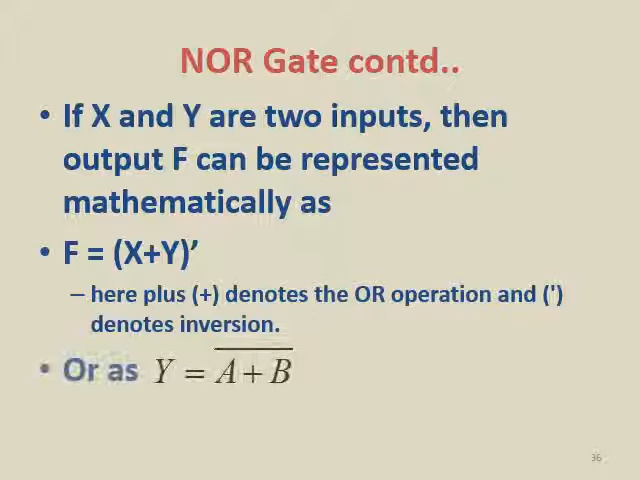 NOR Gate contd..
• If X and Y are two inputs, then
output F can be represented
mathematically as
• F = (X+Y)’
– here plus (+) denotes the OR operation and (')
denotes inversion.
• Or as Y = \overline{A + B}
36